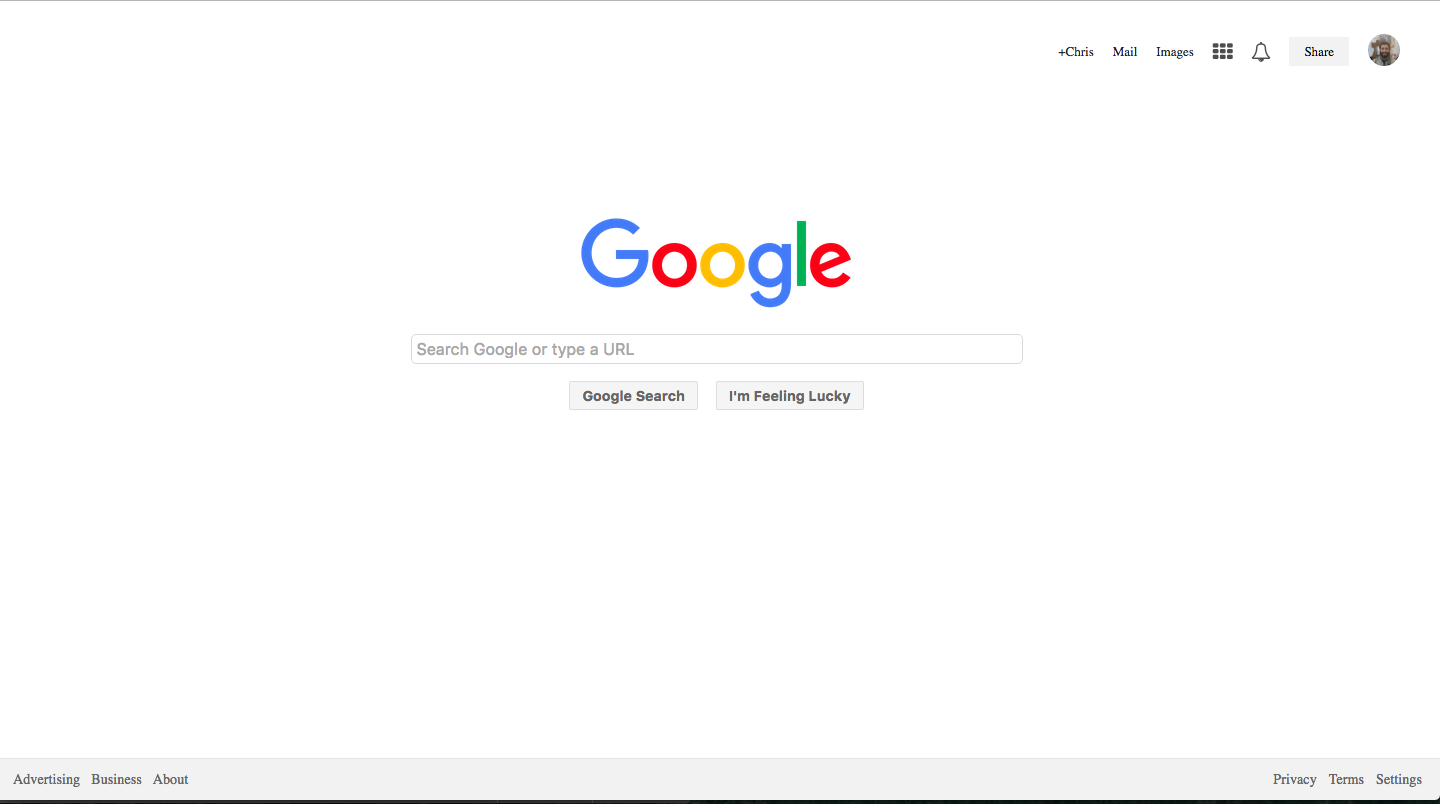 +Chris Mail Images Share
Google
Search Google or type a URL
Google Search I'm Feeling Lucky
Advertising Business About Privacy Terms Settings